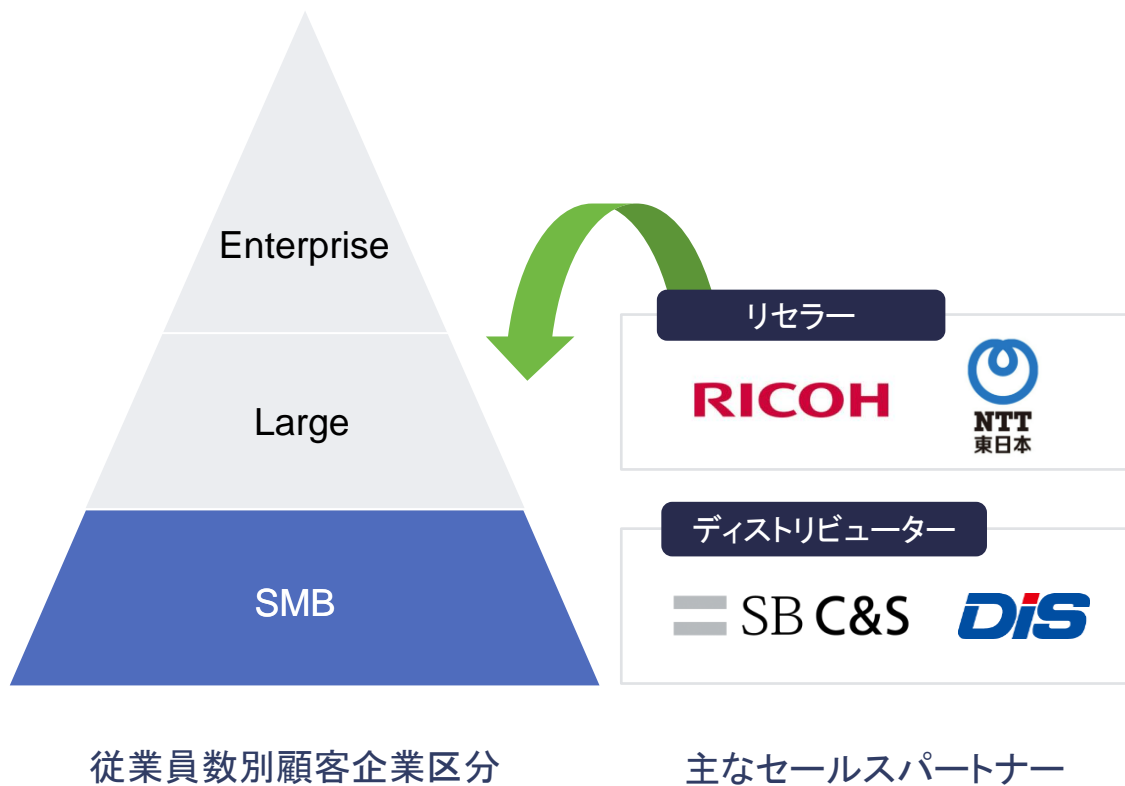 Enterprise
Large
SMB
リセラー
RICOH
NTT
東日本
ディストリビューター
SB C&S
DiS
従業員数別顧客企業区分
主なセールスパートナー